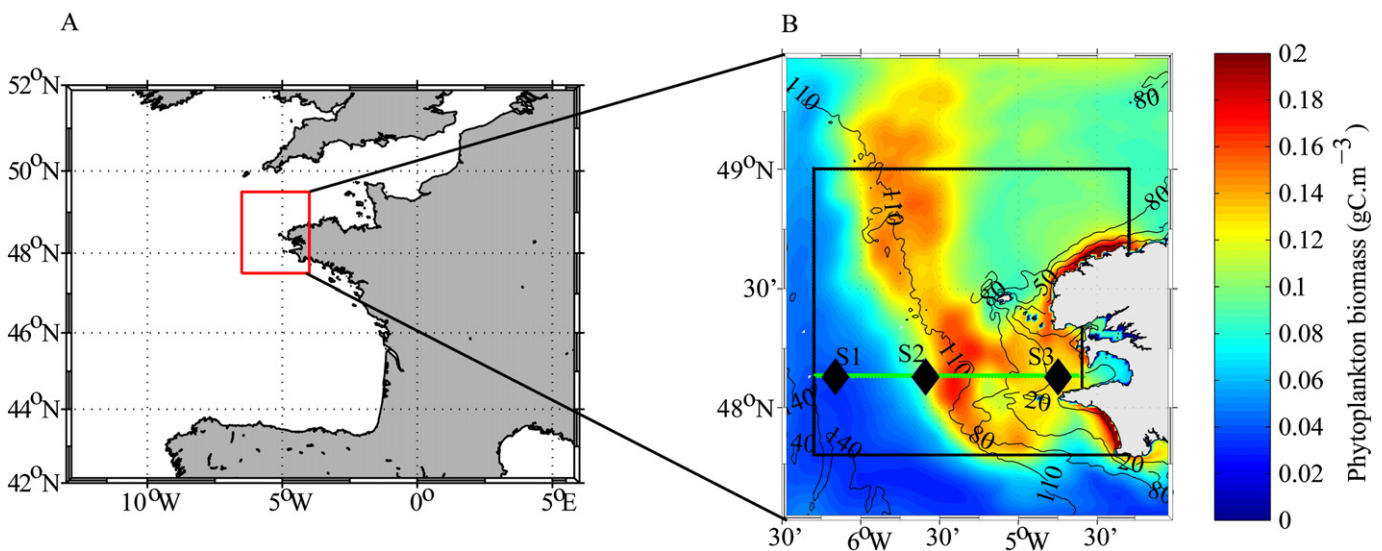 A
B
52°N
50°N
48°N
46°N
44°N
42°N
10°W
5°W
0°
5°E
110
80
49°N
110
80
50
50
30'
S1
S2
110
S3
20
48°N
140
40
140
80
110
20
80
30'
6°W
30'
5°W
30'
0.2
0.18
0.16
0.14
0.12
0.1
0.08
0.06
0.04
0.02
0
Phytoplankton biomass (gC.m⁻³)